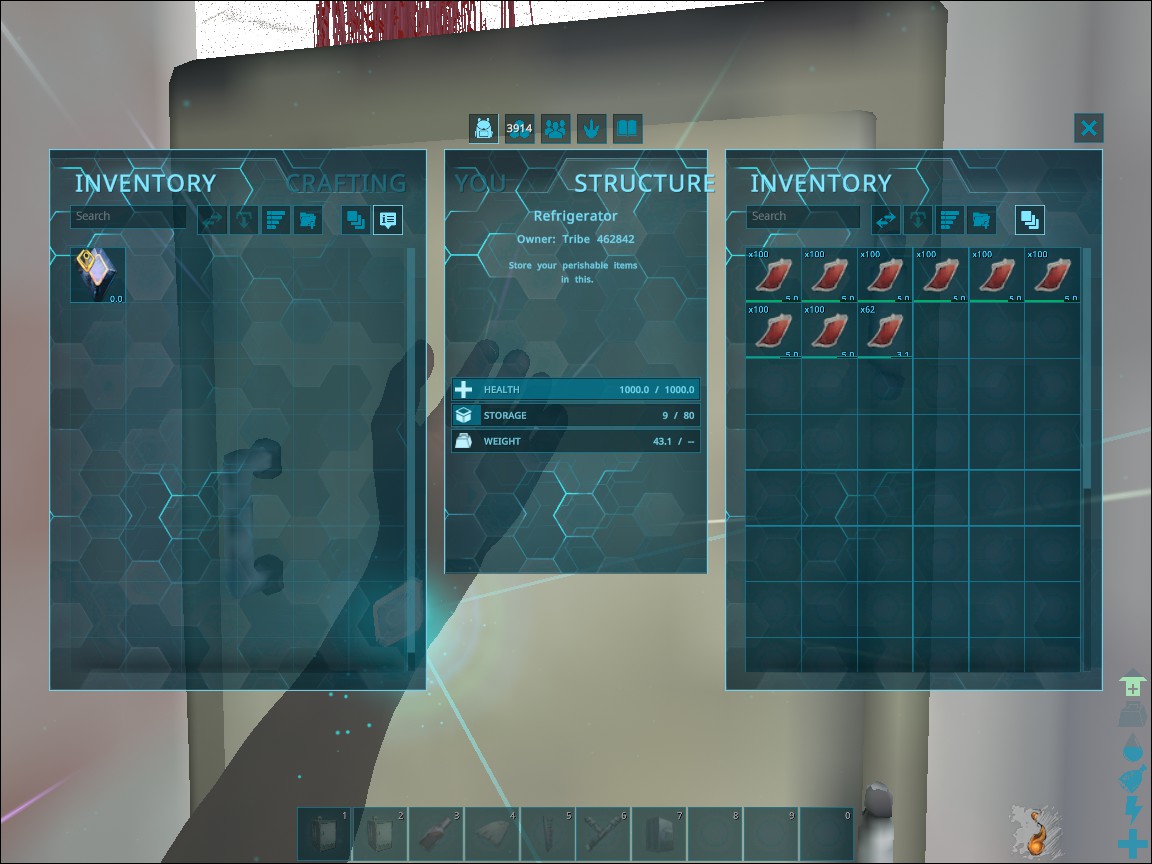 3914
INVENTORY
CRAFTING
Search
0.0
YOU
STRUCTURE
Refrigerator
Owner: Tribe 462842
Store your perishable items
in this.
HEALTH 1000.0 / 1000.0
STORAGE 9 / 80
WEIGHT 43.1 / --
INVENTORY
Search
x100 x100 x100 x100 x100 x100
5.0 5.0 5.0 5.0 5.0 5.0
x100 x100 x62
5.0 5.0 3.1
1 2 3 4 5 6 7 8 9 0